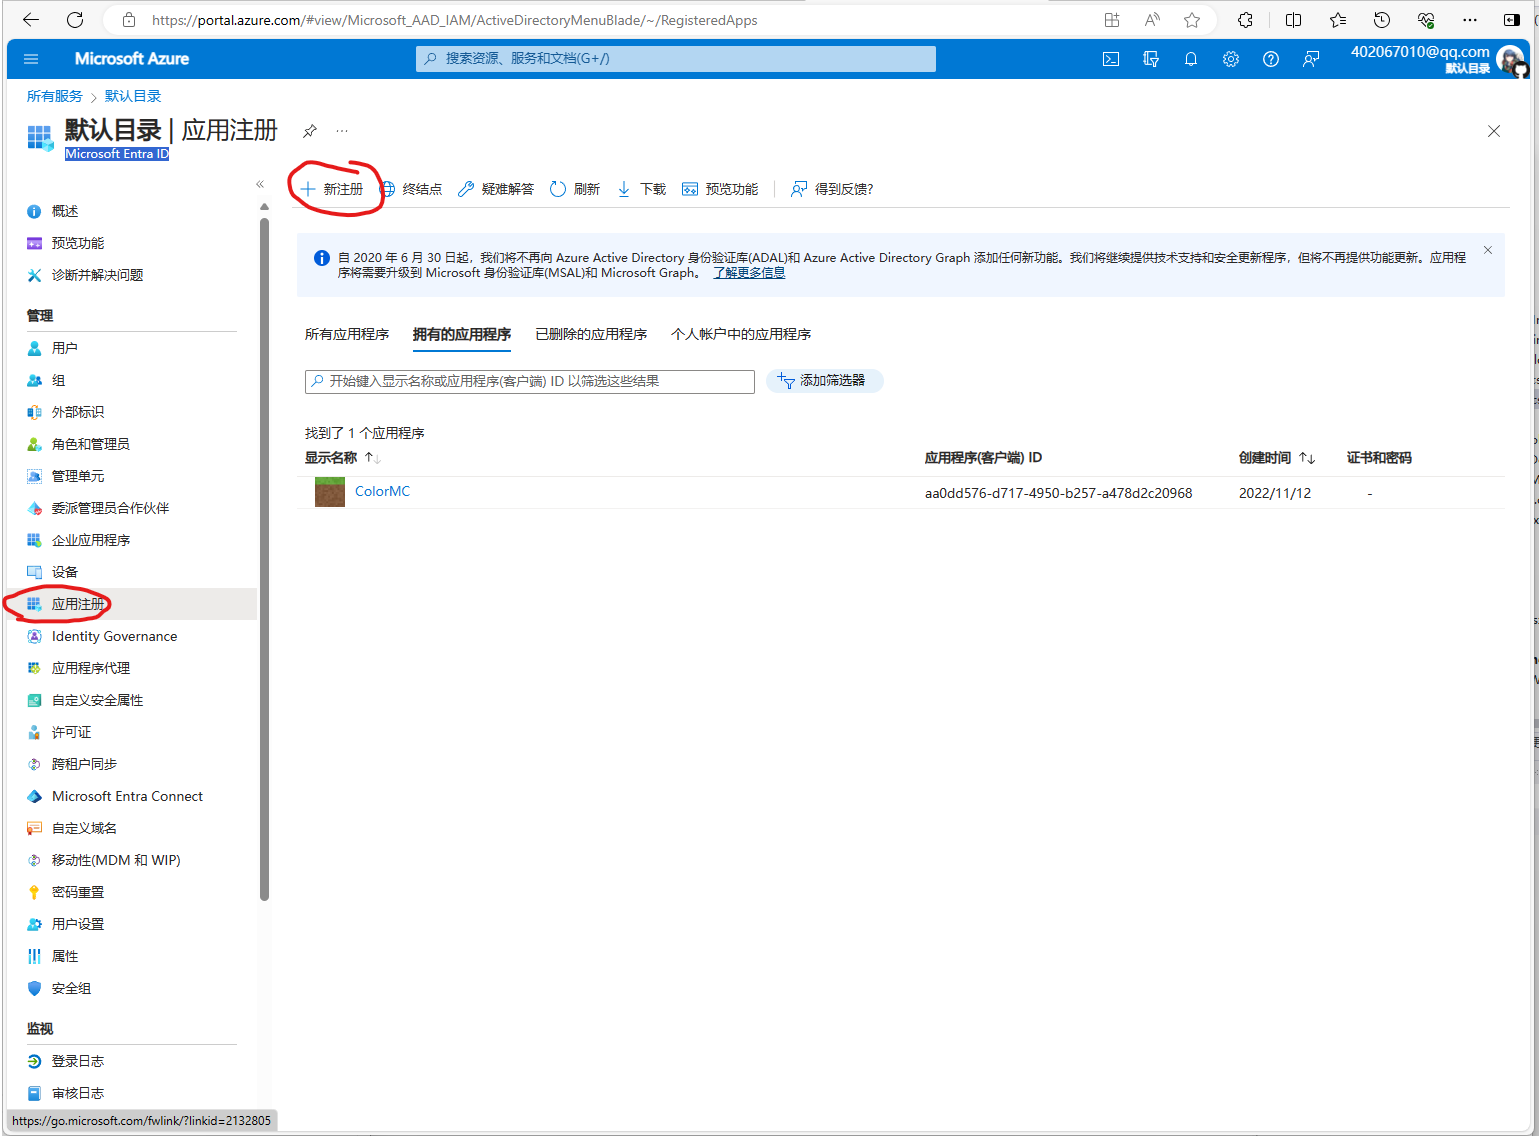 https://portal.azure.com/#view/Microsoft_AAD_IAM/ActiveDirectoryMenuBlade/~/RegisteredApps
Microsoft Azure
搜索资源、服务和文档(G+/)
402067010@qq.com
默认目录
所有服务
默认目录
默认目录 | 应用注册
Microsoft Entra ID
新注册
终结点
疑难解答
刷新
下载
预览功能
得到反馈?
自 2020 年 6 月 30 日起，我们将不再向 Azure Active Directory 身份验证库(ADAL)和 Azure Active Directory Graph 添加任何新功能。我们将继续提供技术支持和安全更新程序，但将不再提供功能更新。应用程
序将需要升级到 Microsoft 身份验证库(MSAL)和 Microsoft Graph。 了解更多信息
所有应用程序
拥有的应用程序
已删除的应用程序
个人帐户中的应用程序
开始键入显示名称或应用程序(客户端) ID 以筛选这些结果
添加筛选器
找到了 1 个应用程序
显示名称
应用程序(客户端) ID
创建时间
证书和密码
ColorMC
aa0dd576-d717-4950-b257-a478d2c20968
2022/11/12
-
概述
预览功能
诊断并解决问题
管理
用户
组
外部标识
角色和管理员
管理单元
委派管理员合作伙伴
企业应用程序
设备
应用注册
Identity Governance
应用程序代理
自定义安全属性
许可证
跨租户同步
Microsoft Entra Connect
自定义域名
移动性(MDM 和 WIP)
密码重置
用户设置
属性
安全组
监视
登录日志
审核日志
https://go.microsoft.com/fwlink/?linkid=2132805